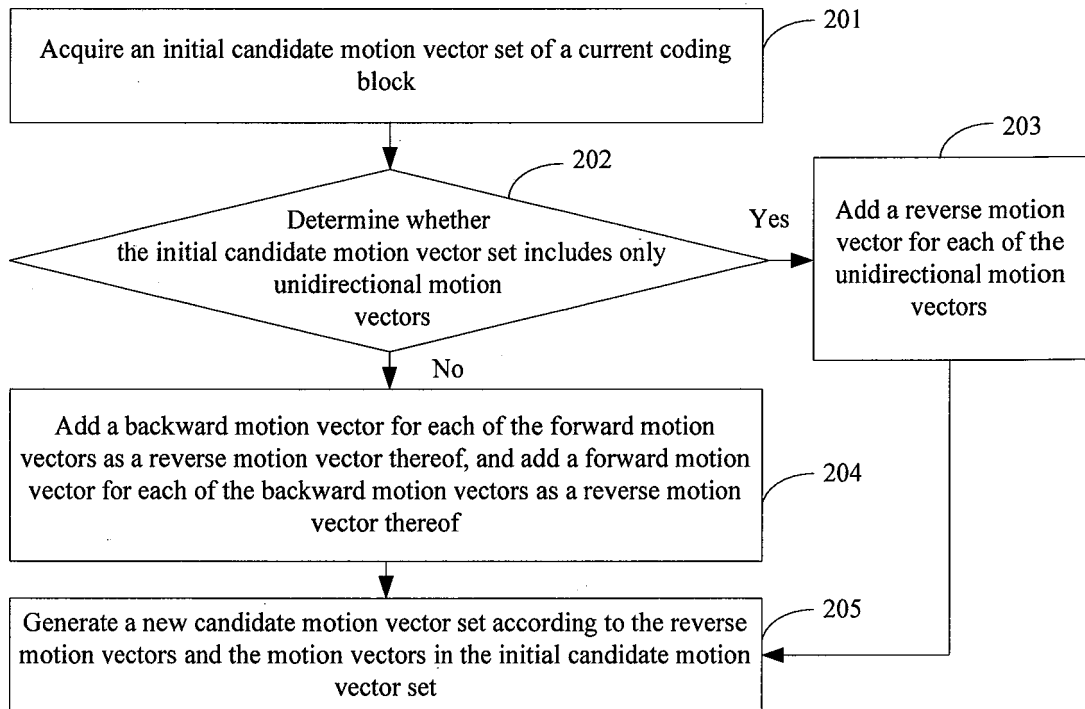 Acquire an initial candidate motion vector set of a current coding
block
201
202
203
Determine whether
the initial candidate motion vector set includes only
unidirectional motion
vectors
Yes
Add a reverse motion
vector for each of the
unidirectional motion
vectors
No
Add a backward motion vector for each of the forward motion
vectors as a reverse motion vector thereof, and add a forward motion
vector for each of the backward motion vectors as a reverse motion
vector thereof
204
Generate a new candidate motion vector set according to the reverse
motion vectors and the motion vectors in the initial candidate motion
vector set
205